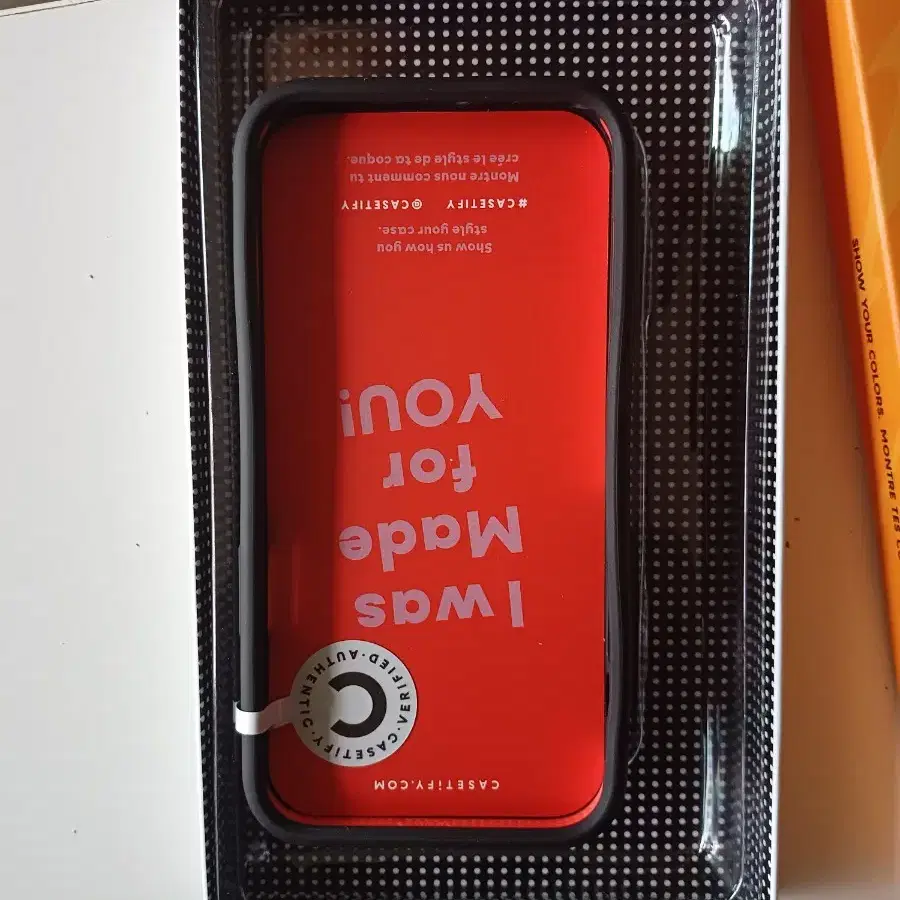 CASETiFY.COM
VERIFIED·CASETiFY·AUTHENTIC·
I was
Made
for
YOU!
Show us how you
style your case.
#CASETIFY @CASETIFY
Montre nous comment tu
crée le style de ta coque.
SHOW YOUR COLORS. MONTRE TES